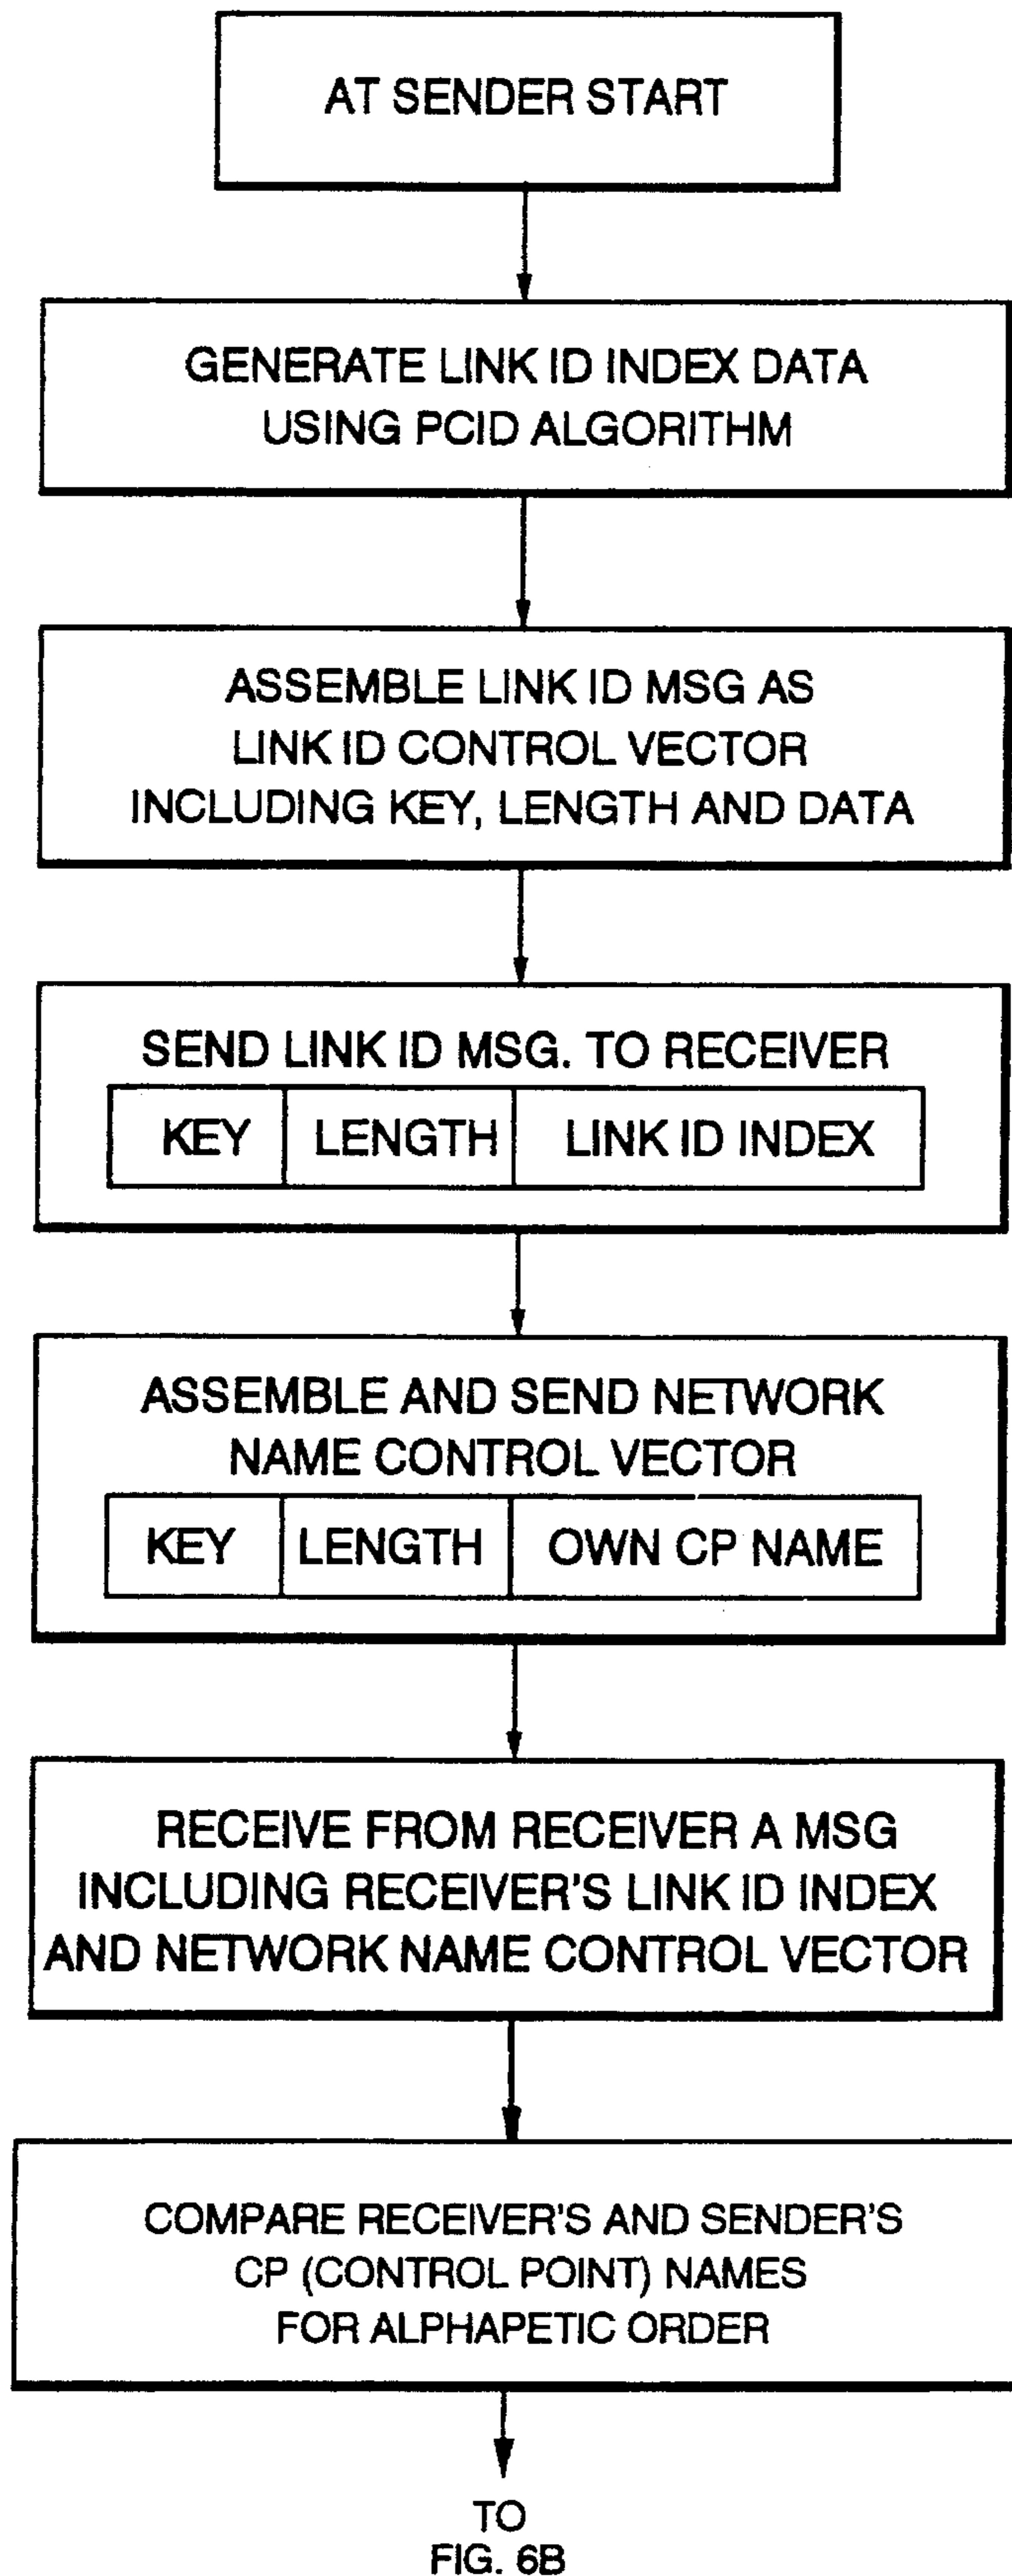 AT SENDER START
GENERATE LINK ID INDEX DATA
USING PCID ALGORITHM
ASSEMBLE LINK ID MSG AS
LINK ID CONTROL VECTOR
INCLUDING KEY, LENGTH AND DATA
SEND LINK ID MSG. TO RECEIVER
KEY LENGTH LINK ID INDEX
ASSEMBLE AND SEND NETWORK
NAME CONTROL VECTOR
KEY LENGTH OWN CP NAME
RECEIVE FROM RECEIVER A MSG
INCLUDING RECEIVER'S LINK ID INDEX
AND NETWORK NAME CONTROL VECTOR
COMPARE RECEIVER'S AND SENDER'S
CP (CONTROL POINT) NAMES
FOR ALPHAPETIC ORDER
TO
FIG. 6B